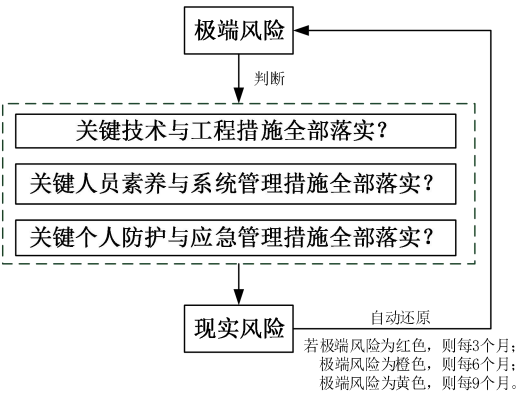 极端风险
判断
关键技术与工程措施全部落实？
关键人员素养与系统管理措施全部落实？
关键个人防护与应急管理措施全部落实？
现实风险
自动还原
若极端风险为红色，则每3个月；
极端风险为橙色，则每6个月；
极端风险为黄色，则每9个月。